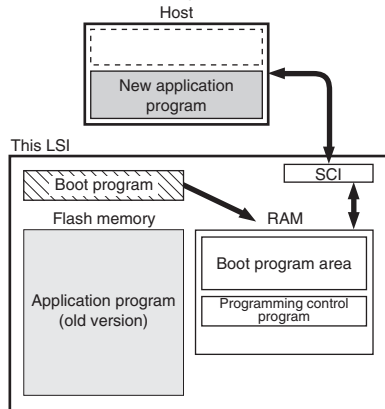 Host
New application
program
This LSI
SCI
Boot program
Flash memory
RAM
Application program
(old version)
Boot program area
Programming control
program